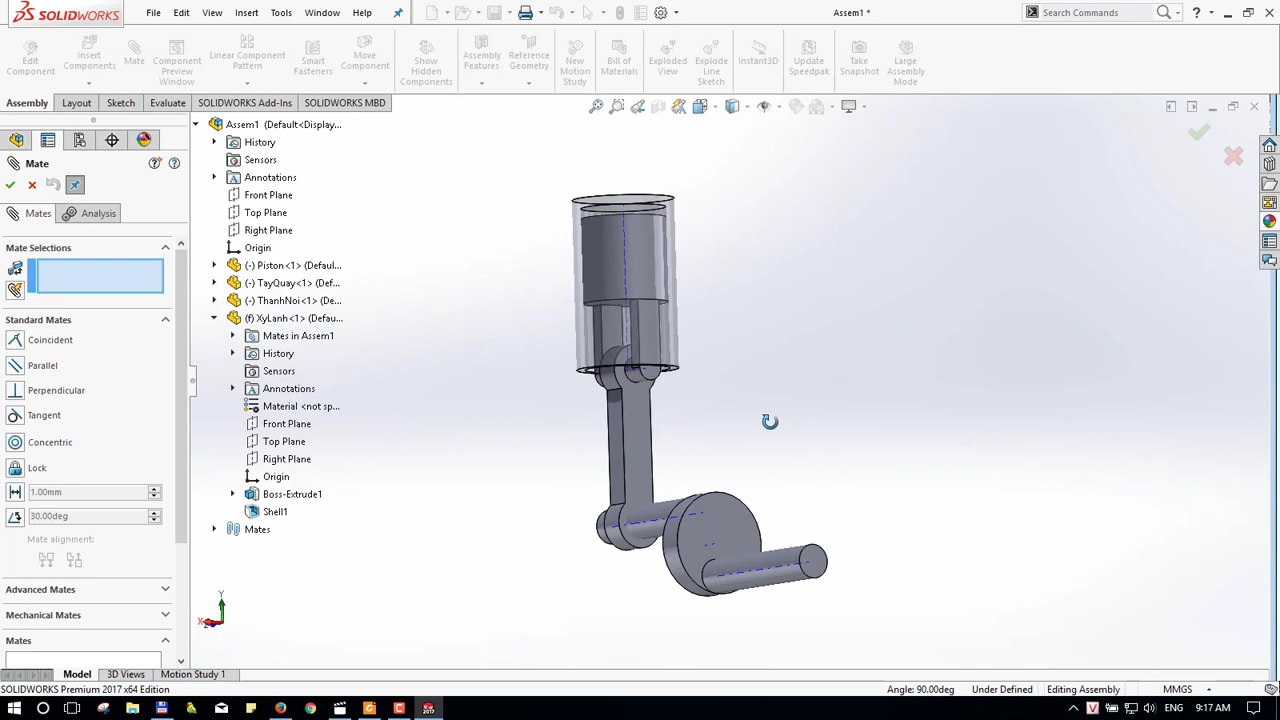 SOLIDWORKS
File Edit View Insert Tools Window Help
Assem1 *
Search Commands
Edit Component
Insert Components
Mate
Component Preview Window
Linear Component Pattern
Smart Fasteners
Move Component
Show Hidden Components
Assembly Features
Reference Geometry
New Motion Study
Bill of Materials
Exploded View
Explode Line Sketch
Instant3D
Update Speedpak
Take Snapshot
Large Assembly Mode
Assembly Layout Sketch Evaluate SOLIDWORKS Add-Ins SOLIDWORKS MBD
Mate
Mates Analysis
Mate Selections
Standard Mates
Coincident
Parallel
Perpendicular
Tangent
Concentric
Lock
1.00mm
30.00deg
Mate alignment:
Advanced Mates
Mechanical Mates
Mates
Assem1 (Default<Display...
History
Sensors
Annotations
Front Plane
Top Plane
Right Plane
Origin
(-) Piston<1> (Defaul...
(-) TayQuay<1> (Def...
(-) ThanhNoi<1> (De...
(f) XyLanh<1> (Defau...
Mates in Assem1
History
Sensors
Annotations
Material <not sp...
Front Plane
Top Plane
Right Plane
Origin
Boss-Extrude1
Shell1
Mates
Y
X
Model 3D Views Motion Study 1
SOLIDWORKS Premium 2017 x64 Edition
Angle: 90.00deg Under Defined Editing Assembly MMGS
2017
V ENG 9:17 AM